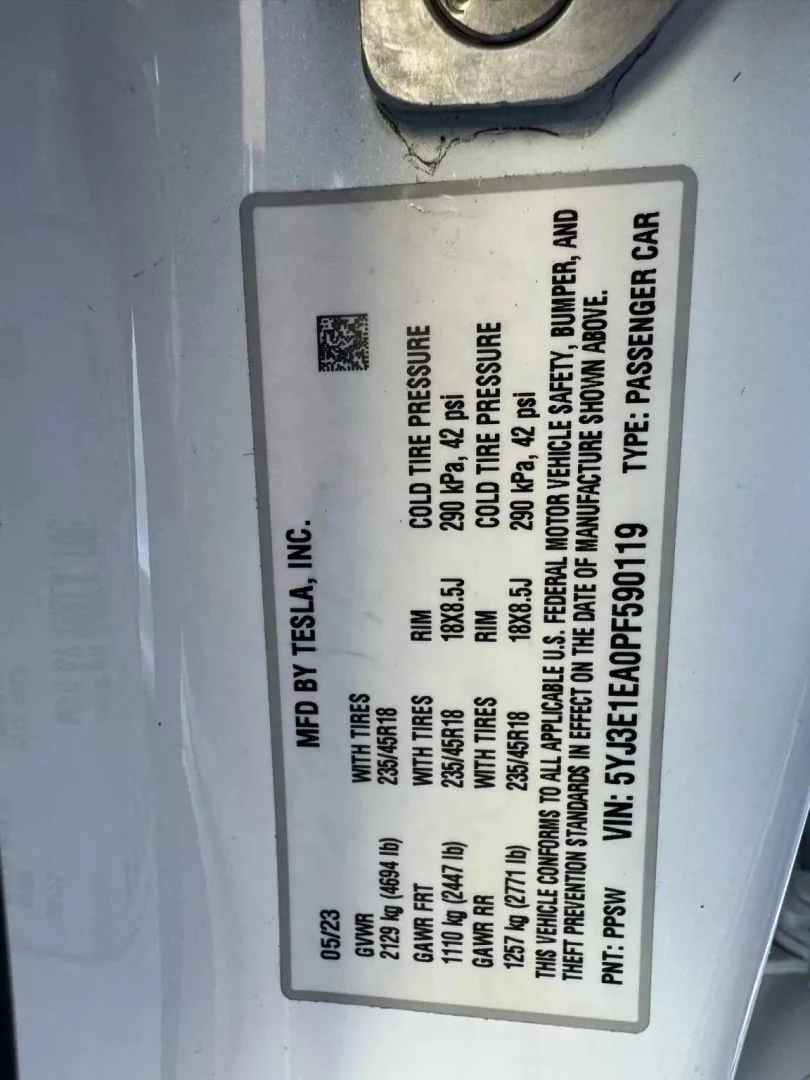 MFD BY TESLA, INC.
05/23
GVWR WITH TIRES
2129 kg (4694 lb) 235/45R18
GAWR FRT WITH TIRES RIM COLD TIRE PRESSURE
1110 kg (2447 lb) 235/45R18 18X8.5J 290 kPa, 42 psi
GAWR RR WITH TIRES RIM COLD TIRE PRESSURE
1257 kg (2771 lb) 235/45R18 18X8.5J 290 kPa, 42 psi
THIS VEHICLE CONFORMS TO ALL APPLICABLE U.S. FEDERAL MOTOR VEHICLE SAFETY, BUMPER, AND
THEFT PREVENTION STANDARDS IN EFFECT ON THE DATE OF MANUFACTURE SHOWN ABOVE.
PNT: PPSW VIN: 5YJ3E1EA0PF590119 TYPE: PASSENGER CAR